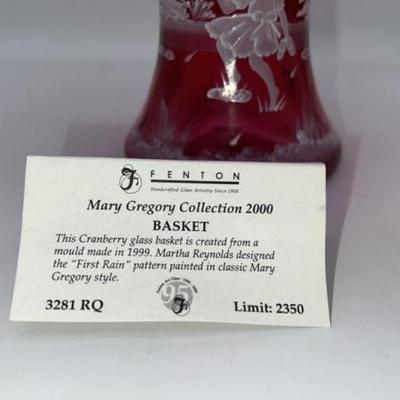 FENTON
Handcrafted Glass Artistry Since 1905
Mary Gregory Collection 2000
BASKET
This Cranberry glass basket is created from a
mould made in 1999. Martha Reynolds designed
the "First Rain" pattern painted in classic Mary
Gregory style.
95
3281 RQ
Limit: 2350